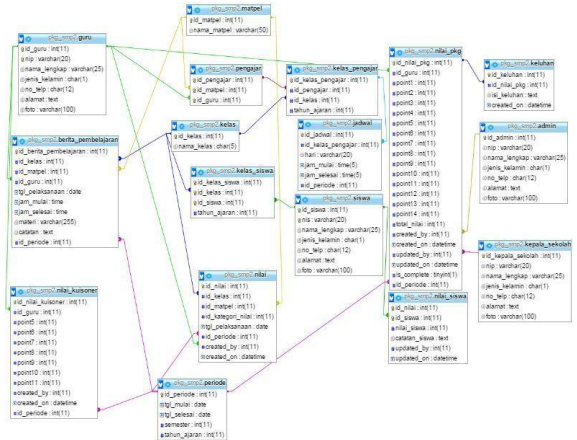 pkg_smp2.guru
id_guru : int(11)
nip : varchar(20)
nama_lengkap : varchar(25)
jenis_kelamin : char(1)
no_telp : char(12)
alamat : text
foto : varchar(100)
pkg_smp2.matpel
id_matpel : int(11)
nama_matpel : varchar(50)
pkg_smp2.pengajar
id_pengajar : int(11)
id_matpel : int(11)
id_guru : int(11)
pkg_smp2.kelas_pengajar
id_kelas_pengajar : int(11)
id_pengajar : int(11)
id_kelas : int(11)
tahun_ajaran : int(11)
pkg_smp2.nilai_pkg
id_nilai_pkg : int(11)
id_guru : int(11)
point1 : int(11)
point2 : int(11)
point3 : int(11)
point4 : int(11)
point5 : int(11)
point6 : int(11)
point7 : int(11)
point8 : int(11)
point9 : int(11)
point10 : int(11)
point11 : int(11)
point12 : int(11)
point13 : int(11)
point14 : int(11)
total_nilai : int(11)
created_by : int(11)
created_on : datetime
updated_by : int(11)
updated_on : datetime
is_complete : tinyint(1)
id_periode : int(11)
pkg_smp2.keluhan
id_keluhan : int(11)
id_nilai_pkg : int(11)
isi_keluhan : text
created_on : datetime
pkg_smp2.admin
id_admin : int(11)
nip : varchar(20)
nama_lengkap : varchar(25)
jenis_kelamin : char(1)
no_telp : char(12)
alamat : text
foto : varchar(100)
pkg_smp2.kepala_sekolah
id_kepala_sekolah : int(11)
nip : varchar(20)
nama_lengkap : varchar(25)
jenis_kelamin : char(1)
no_telp : char(12)
alamat : text
foto : varchar(100)
pkg_smp2.berita_pembelajaran
id_berita_pembelajaran : int(11)
id_kelas : int(11)
id_matpel : int(11)
id_guru : int(11)
tgl_pelaksanaan : date
jam_mulai : time
jam_selesai : time
materi : varchar(255)
catatan : text
id_periode : int(11)
pkg_smp2.kelas
id_kelas : int(11)
nama_kelas : char(5)
pkg_smp2.jadwal
id_jadwal : int(11)
id_kelas_pengajar : int(11)
hari : varchar(20)
jam_mulai : time(5)
jam_selesai : time(5)
id_periode : int(11)
pkg_smp2.kelas_siswa
id_kelas_siswa : int(11)
id_kelas : int(11)
id_siswa : int(11)
tahun_ajaran : int(11)
pkg_smp2.siswa
id_siswa : int(11)
nis : varchar(20)
nama_lengkap : varchar(25)
jenis_kelamin : char(1)
no_telp : char(12)
alamat : text
foto : varchar(100)
pkg_smp2.nilai
id_nilai : int(11)
id_kelas : int(11)
id_matpel : int(11)
id_kategori_nilai : int(11)
tgl_pelaksanaan : date
id_periode : int(11)
created_by : int(11)
created_on : datetime
pkg_smp2.nilai_siswa
id_nilai : int(11)
id_siswa : int(11)
nilai_siswa : int(11)
catatan_siswa : text
updated_by : int(11)
updated_on : datetime
pkg_smp2.nilai_kuisoner
id_nilai_kuisoner : int(11)
id_guru : int(11)
point5 : int(11)
point6 : int(11)
point7 : int(11)
point8 : int(11)
point9 : int(11)
point10 : int(11)
point11 : int(11)
created_by : int(11)
created_on : datetime
id_periode : int(11)
pkg_smp2.periode
id_periode : int(11)
tgl_mulai : date
tgl_selesai : date
semester : int(11)
tahun_ajaran : int(11)